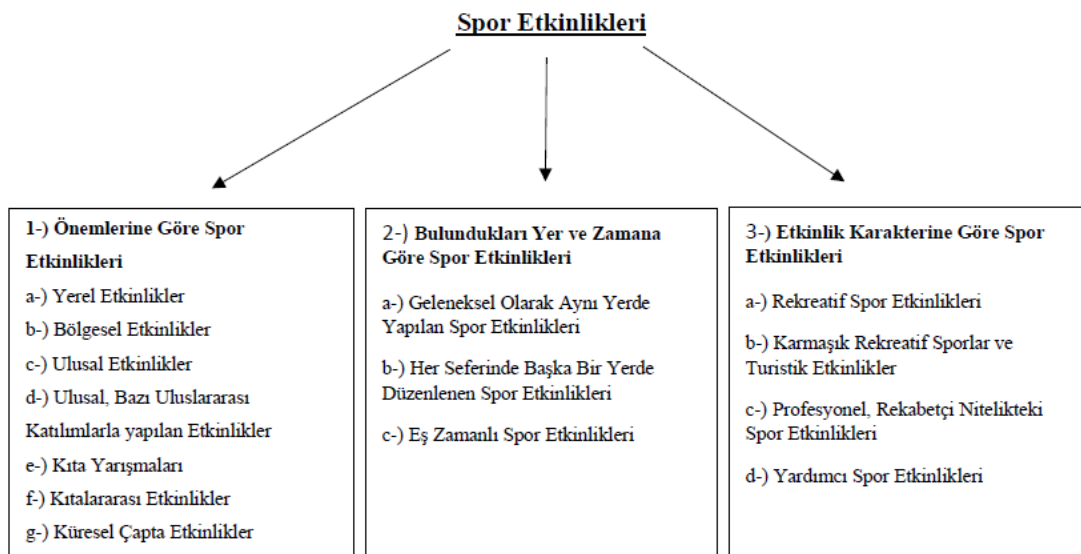 Spor Etkinlikleri
1-) Önemlerine Göre Spor
Etkinlikleri
a-) Yerel Etkinlikler
b-) Bölgesel Etkinlikler
c-) Ulusal Etkinlikler
d-) Ulusal, Bazı Uluslararası
Katılımlarla yapılan Etkinlikler
e-) Kıta Yarışmaları
f-) Kıtalararası Etkinlikler
g-) Küresel Çapta Etkinlikler
2-) Bulundukları Yer ve Zamana
Göre Spor Etkinlikleri
a-) Geleneksel Olarak Aynı Yerde
Yapılan Spor Etkinlikleri
b-) Her Seferinde Başka Bir Yerde
Düzenlenen Spor Etkinlikleri
c-) Eş Zamanlı Spor Etkinlikleri
3-) Etkinlik Karakterine Göre Spor
Etkinlikleri
a-) Rekreatif Spor Etkinlikleri
b-) Karmaşık Rekreatif Sporlar ve
Turistik Etkinlikler
c-) Profesyonel, Rekabetçi Nitelikteki
Spor Etkinlikleri
d-) Yardımcı Spor Etkinlikleri